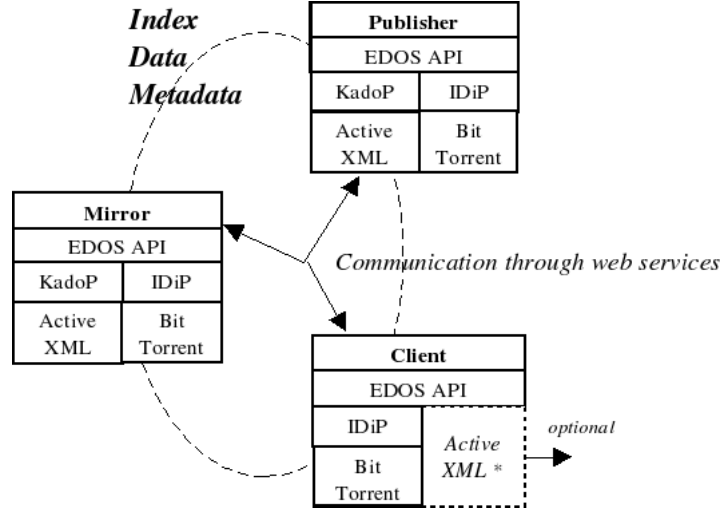 Index
Data
Metadata
Publisher
EDOS API
KadoP
IDiP
Active
XML
Bit
Torrent
Mirror
EDOS API
KadoP
IDiP
Active
XML
Bit
Torrent
Communication through web services
Client
EDOS API
IDiP
Bit
Torrent
Active
XML *
optional